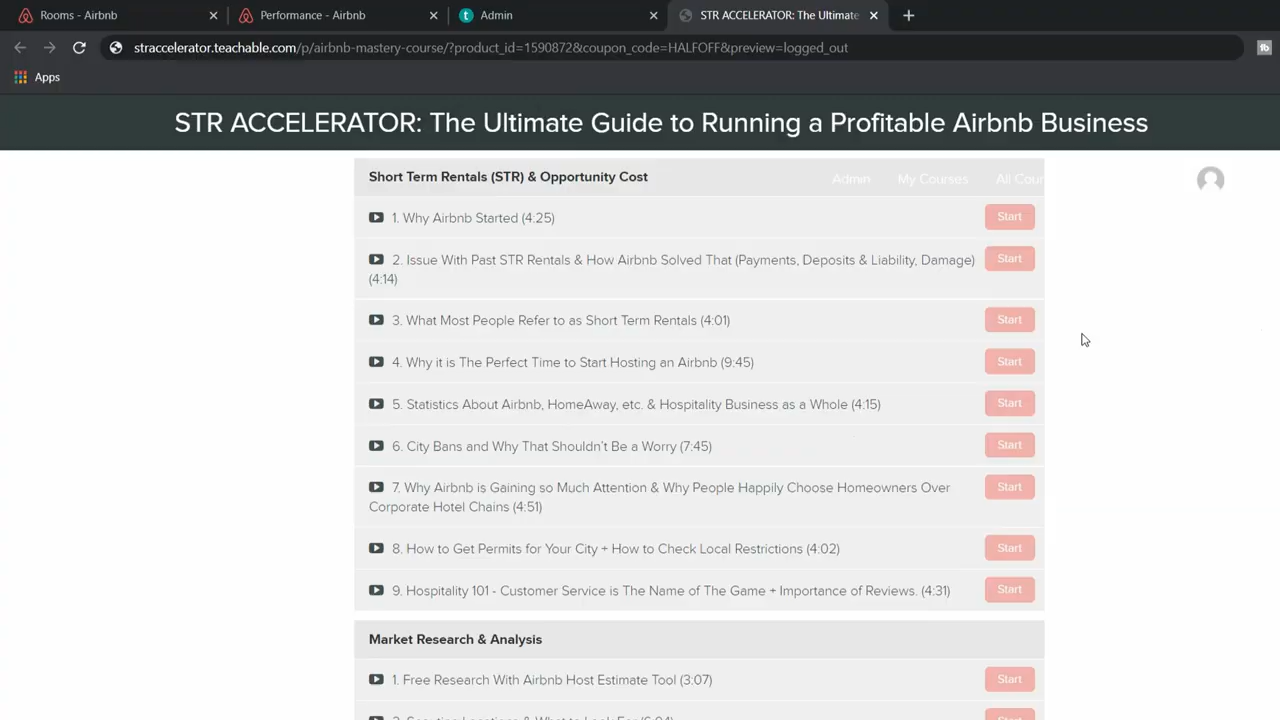 Rooms - Airbnb
Performance - Airbnb
Admin
STR ACCELERATOR: The Ultimate
straccelerator.teachable.com/p/airbnb-mastery-course/?product_id=1590872&coupon_code=HALFOFF&preview=logged_out
Apps
STR ACCELERATOR: The Ultimate Guide to Running a Profitable Airbnb Business
Short Term Rentals (STR) & Opportunity Cost
Admin
My Courses
All Cour
1. Why Airbnb Started (4:25)
Start
2. Issue With Past STR Rentals & How Airbnb Solved That (Payments, Deposits & Liability, Damage)
(4:14)
Start
3. What Most People Refer to as Short Term Rentals (4:01)
Start
4. Why it is The Perfect Time to Start Hosting an Airbnb (9:45)
Start
5. Statistics About Airbnb, HomeAway, etc. & Hospitality Business as a Whole (4:15)
Start
6. City Bans and Why That Shouldn't Be a Worry (7:45)
Start
7. Why Airbnb is Gaining so Much Attention & Why People Happily Choose Homeowners Over
Corporate Hotel Chains (4:51)
Start
8. How to Get Permits for Your City + How to Check Local Restrictions (4:02)
Start
9. Hospitality 101 - Customer Service is The Name of The Game + Importance of Reviews. (4:31)
Start
Market Research & Analysis
1. Free Research With Airbnb Host Estimate Tool (3:07)
Start